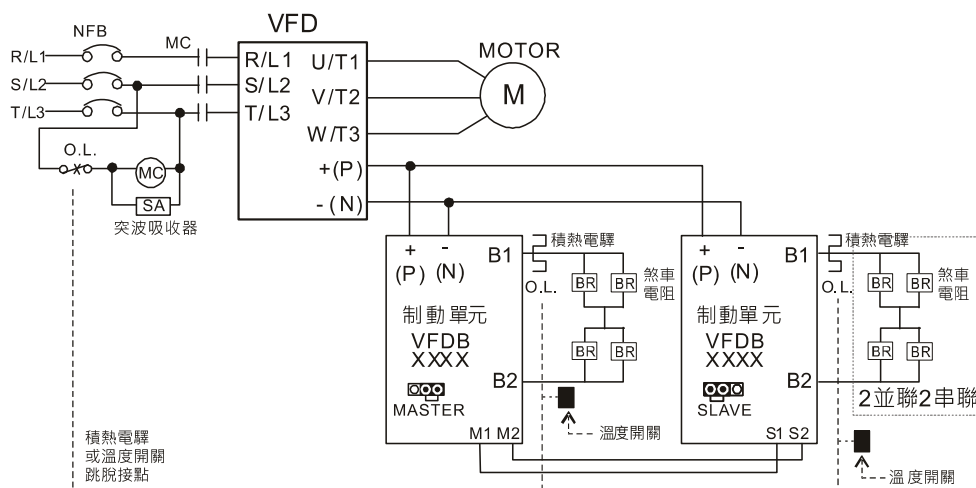 VFD
NFB
MC
MOTOR
R/L1
R/L1
U/T1
S/L2
S/L2
V/T2
M
T/L3
T/L3
W/T3
O.L.
MC
SA
突波吸收器
+(P)
-(N)
+
-
(P)
(N)
B1
積熱電驛
O.L.
BR
BR
煞車
電阻
制動單元
VFDB
XXXX
BR
BR
B2
MASTER
M1 M2
溫度開關
+
-
(P)
(N)
B1
積熱電驛
O.L.
BR
BR
煞車
電阻
制動單元
VFDB
XXXX
BR
BR
B2
2並聯2串聯
SLAVE
S1 S2
溫度開關
積熱電驛
或溫度開關
跳脫接點